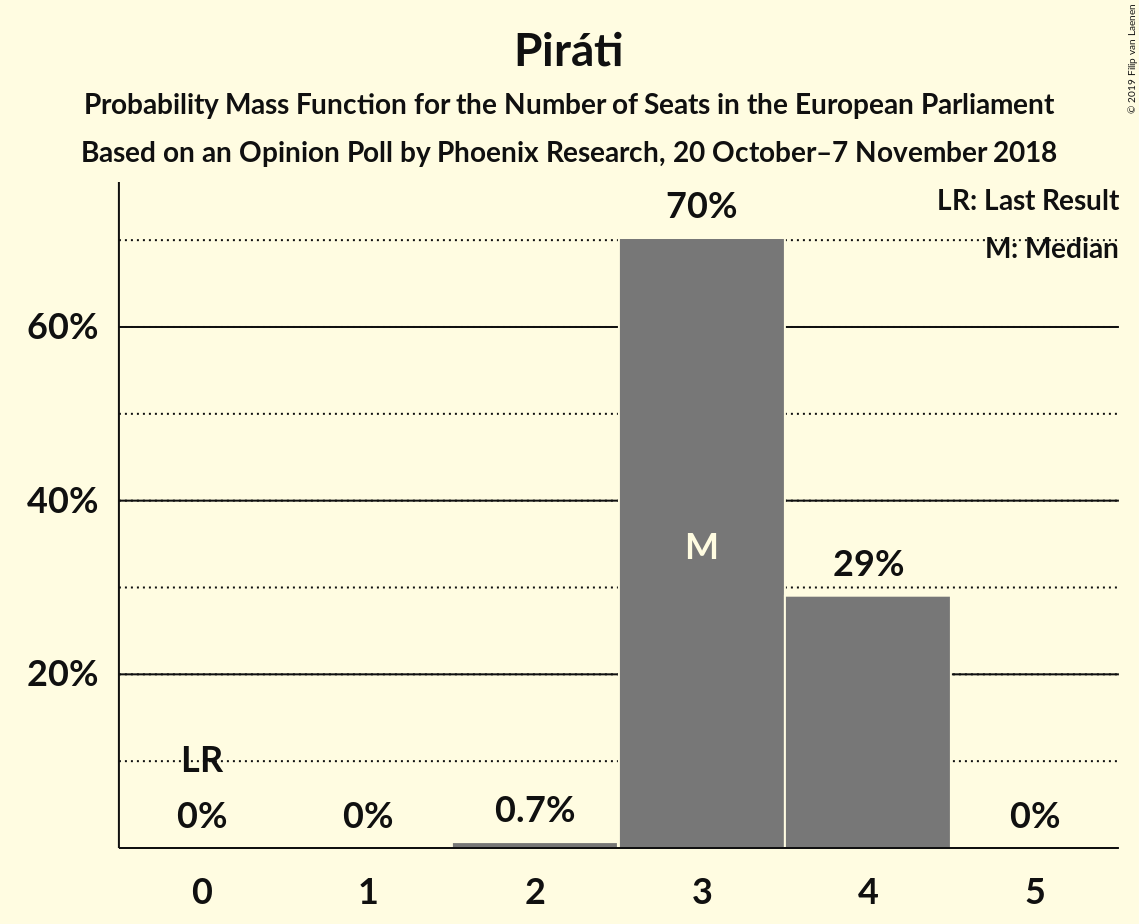 Piráti
Probability Mass Function for the Number of Seats in the European Parliament
Based on an Opinion Poll by Phoenix Research, 20 October–7 November 2018
© 2019 Filip van Laenen
LR: Last Result
M: Median
70%
60%
40%
M
29%
20%
LR
0%
0%
0.7%
0%
0
1
2
3
4
5